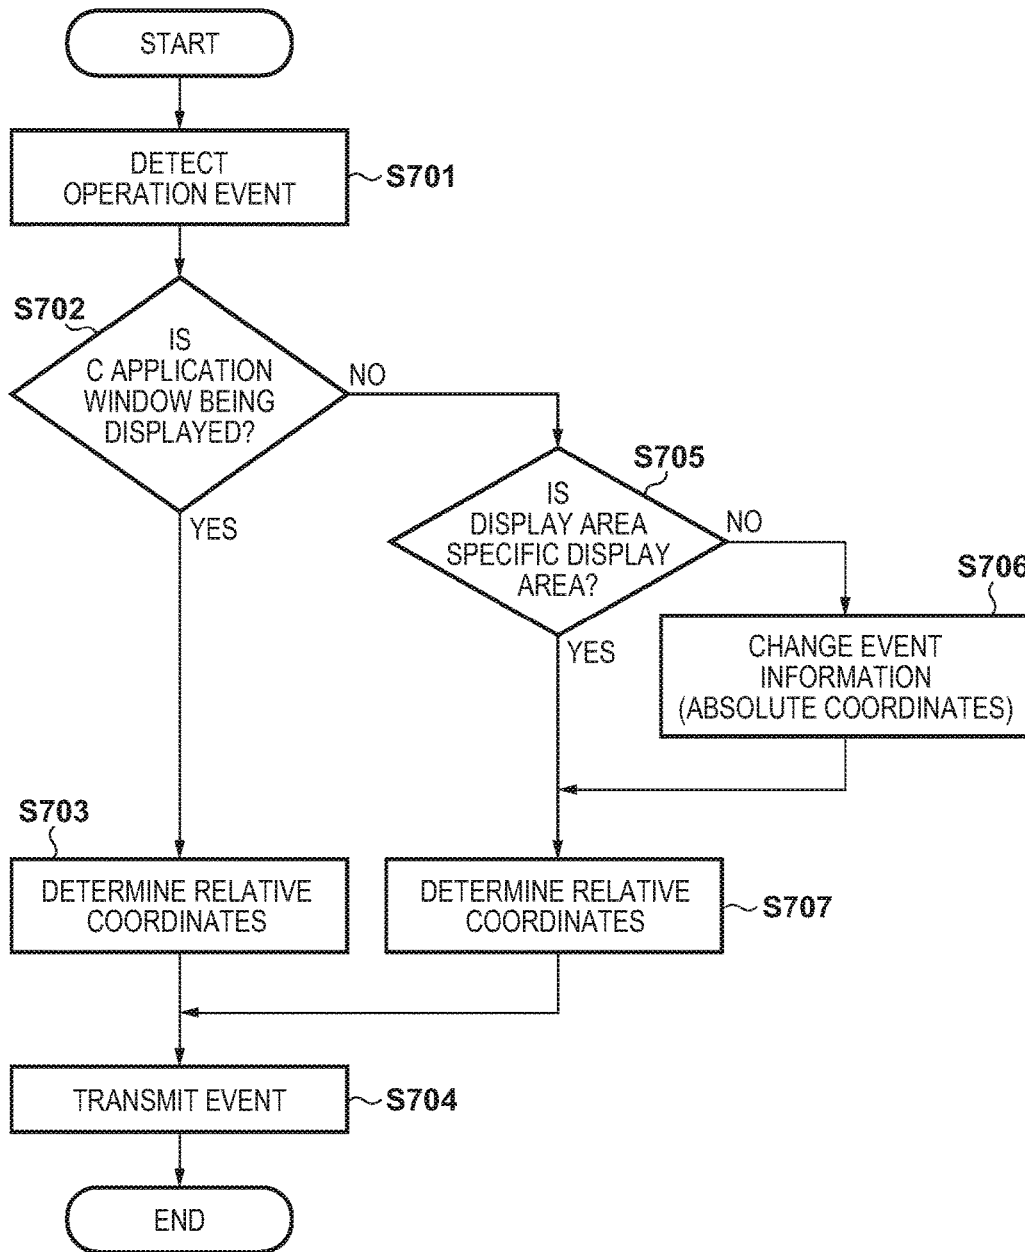 START
DETECT
OPERATION EVENT
S701
S702
IS
C APPLICATION
WINDOW BEING
DISPLAYED?
NO
YES
S705
IS
DISPLAY AREA
SPECIFIC DISPLAY
AREA?
NO
YES
S706
CHANGE EVENT
INFORMATION
(ABSOLUTE COORDINATES)
S703
DETERMINE RELATIVE
COORDINATES
DETERMINE RELATIVE
COORDINATES
S707
TRANSMIT EVENT
S704
END